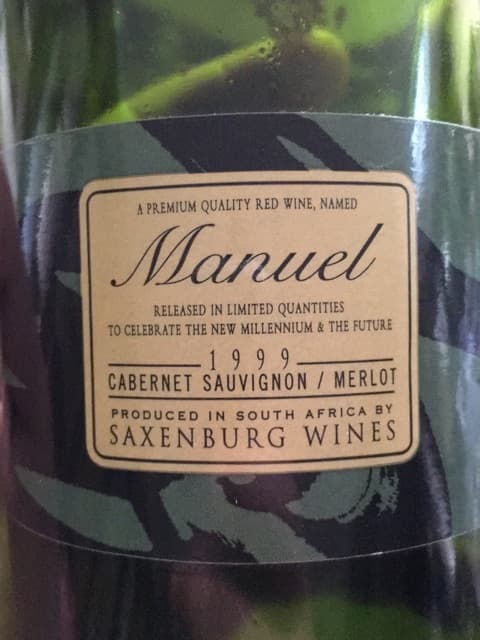 A PREMIUM QUALITY RED WINE, NAMED
Manuel
RELEASED IN LIMITED QUANTITIES
TO CELEBRATE THE NEW MILLENNIUM & THE FUTURE
1999
CABERNET SAUVIGNON / MERLOT
PRODUCED IN SOUTH AFRICA BY
SAXENBURG WINES